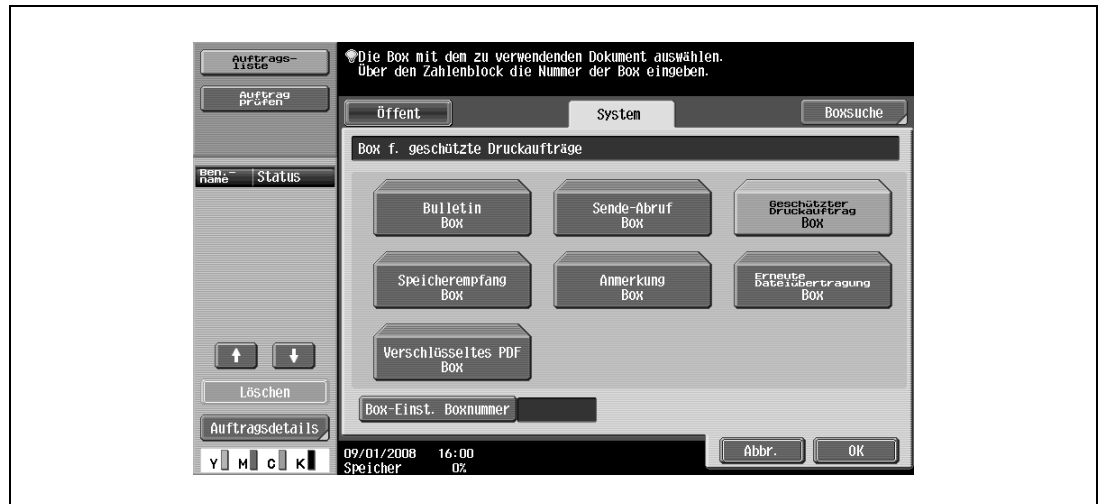 Auftrags-
liste
Auftrag
prüfen
Ben.-
name
Status
Löschen
Auftragsdetails
Y M C K
Die Box mit dem zu verwendenden Dokument auswählen.
Über den Zahlenblock die Nummer der Box eingeben.
Öffent
System
Boxsuche
Box f. geschützte Druckaufträge
Bulletin
Box
Sende-Abruf
Box
Geschützter
Druckauftrag
Box
Speicherempfang
Box
Anmerkung
Box
Erneute
Dateiübertragung
Box
Verschlüsseltes PDF
Box
Box-Einst. Boxnummer
09/01/2008 16:00
Speicher 0%
Abbr.
OK